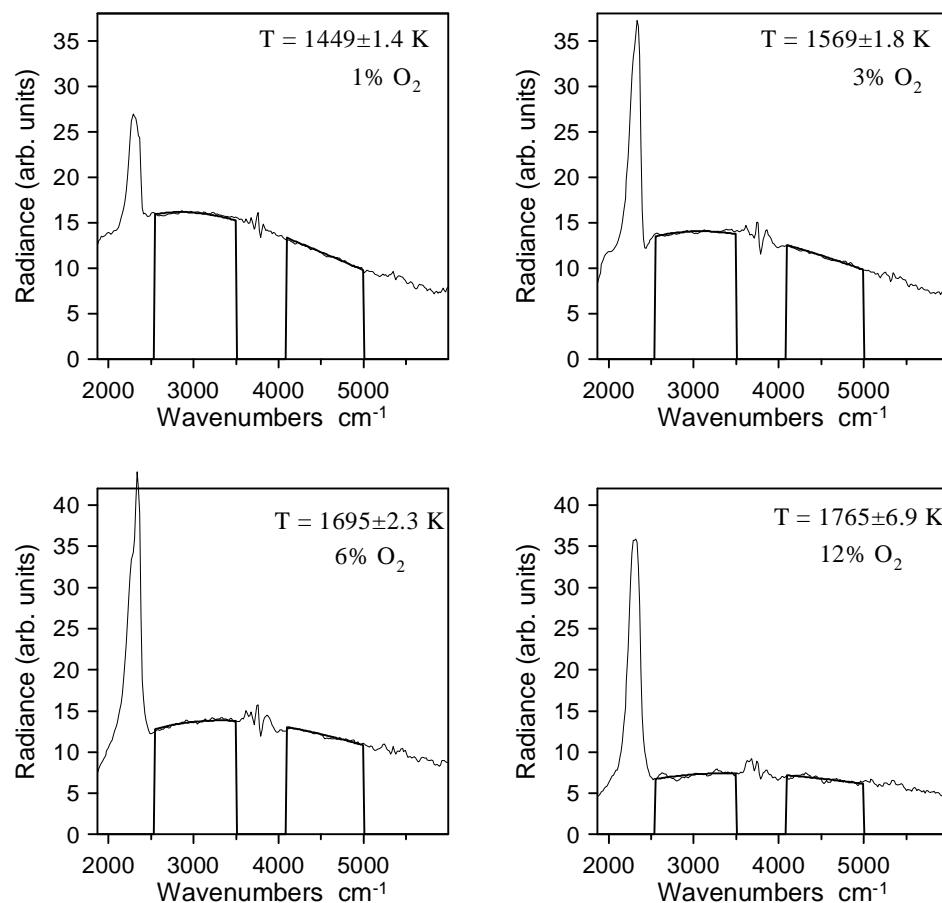 T = 1449±1.4 K
1% O₂
Radiance (arb. units)
35
30
25
20
15
10
5
0
2000 3000 4000 5000
Wavenumbers cm⁻¹
T = 1569±1.8 K
3% O₂
Radiance (arb. units)
35
30
25
20
15
10
5
0
2000 3000 4000 5000
Wavenumbers cm⁻¹
T = 1695±2.3 K
6% O₂
Radiance (arb. units)
40
35
30
25
20
15
10
5
0
2000 3000 4000 5000
Wavenumbers cm⁻¹
T = 1765±6.9 K
12% O₂
Radiance (arb. units)
40
35
30
25
20
15
10
5
0
2000 3000 4000 5000
Wavenumbers cm⁻¹